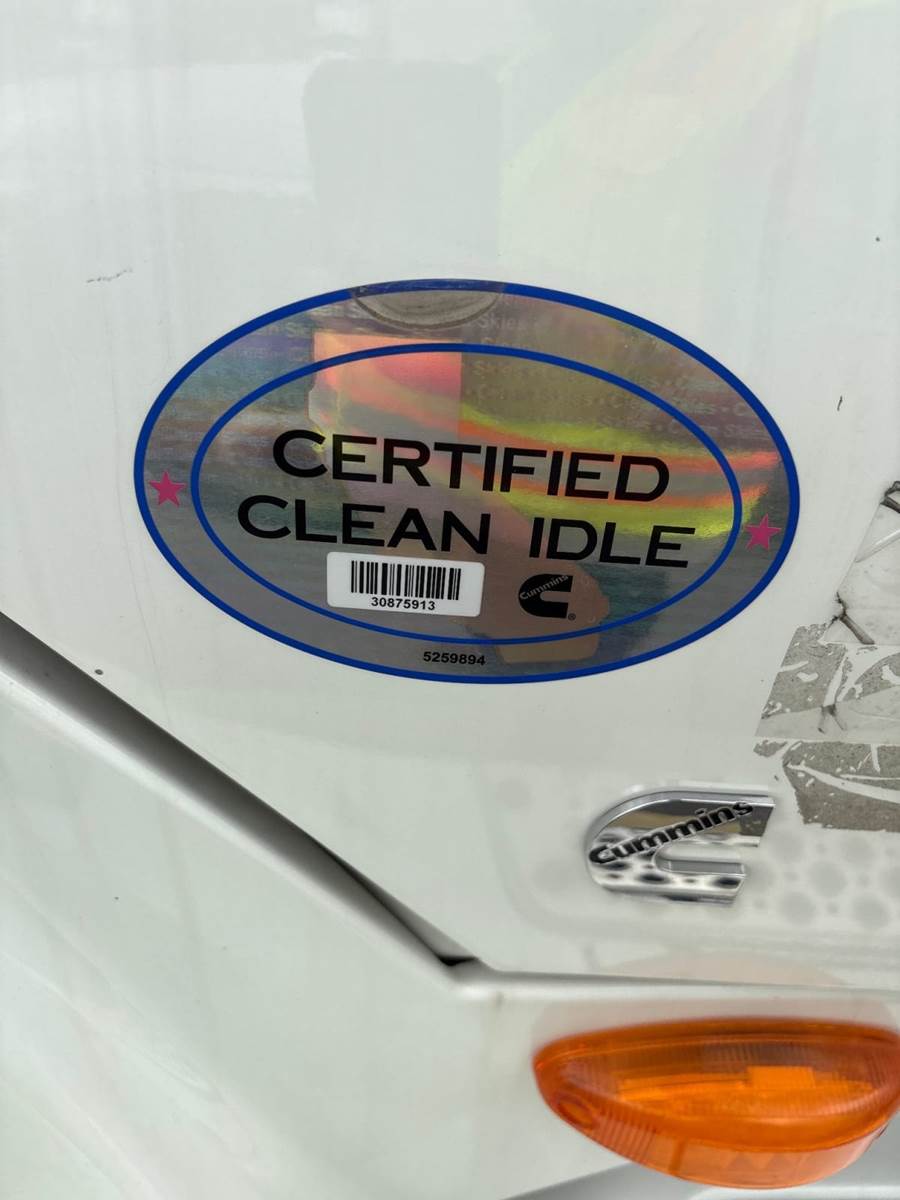 CERTIFIED
CLEAN IDLE
30875913
Cummins
5259894
Cummins